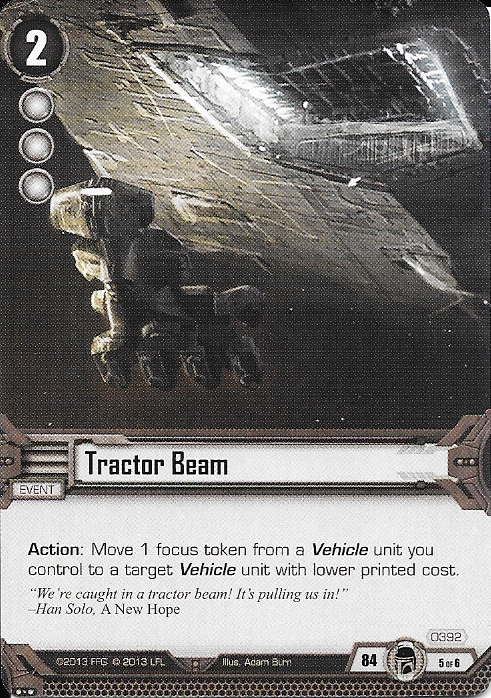 2
Tractor Beam
EVENT
Action: Move 1 focus token from a Vehicle unit you
control to a target Vehicle unit with lower printed cost.
“We’re caught in a tractor beam! It’s pulling us in!”
–Han Solo, A New Hope
0392
©2013 FFG © 2013 LFL Illus. Adam Burn 84 5 OF 6